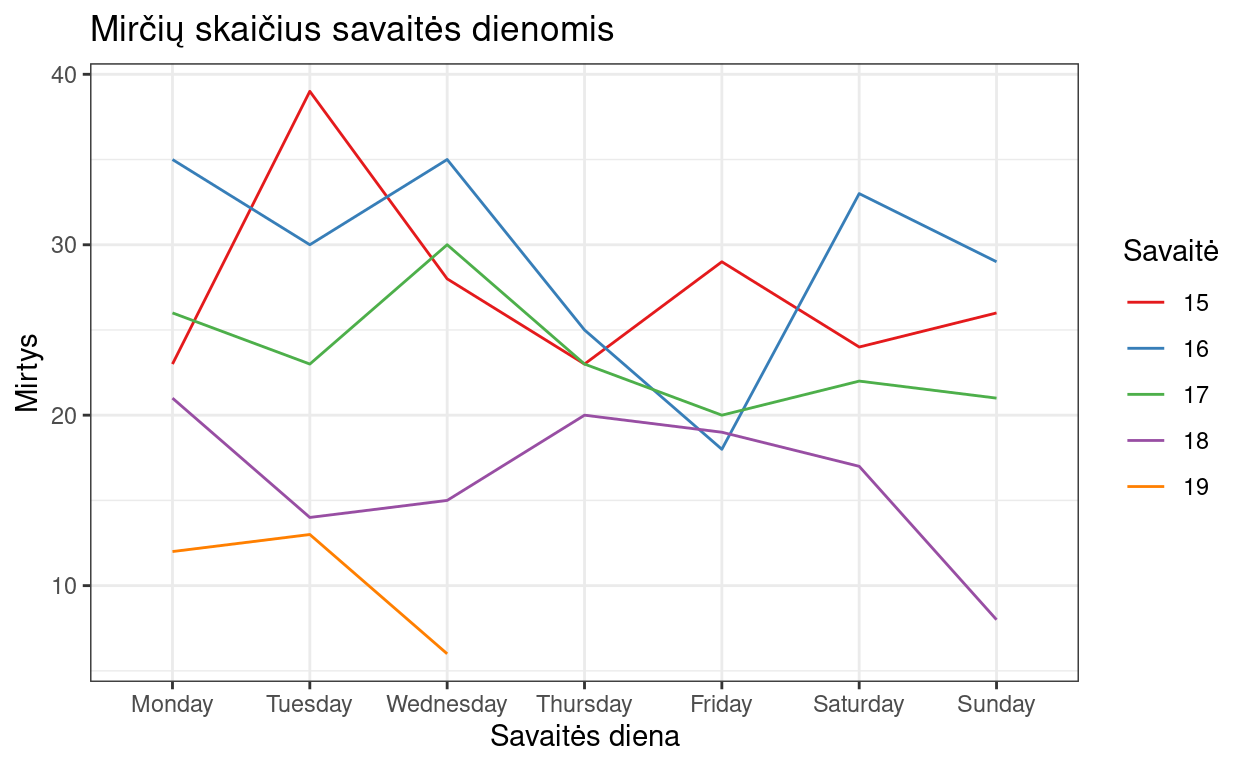 Mirčių skaičius savaitės dienomis
40
30
20
10
Mirtys
Monday Tuesday Wednesday Thursday Friday Saturday Sunday
Savaitės diena
Savaitė
15
16
17
18
19